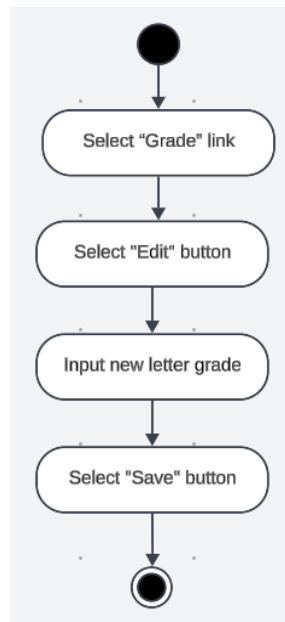 Select “Grade” link
Select "Edit" button
Input new letter grade
Select "Save" button